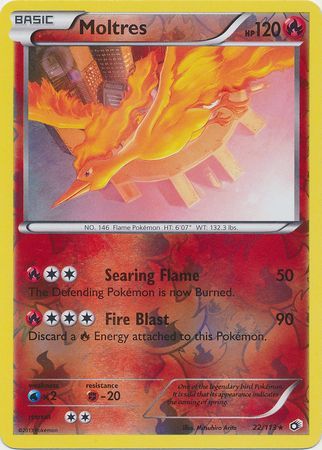 BASIC
Moltres HP120
NO. 146 Flame Pokémon HT: 6'07" WT: 132.3 lbs.
Searing Flame 50
The Defending Pokémon is now Burned.
Fire Blast 90
Discard a Energy attached to this Pokémon.
weakness resistance
×2 -20
One of the legendary bird Pokémon.
It is said that its appearance indicates
the coming of spring.
retreat
©2013 Pokémon Illus. Mitsuhiro Arita 22/113 ★